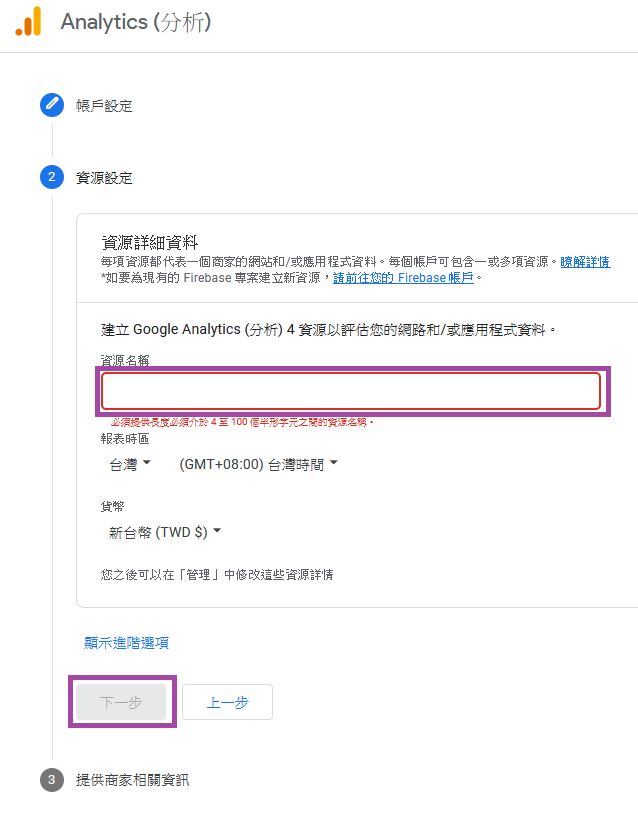 Analytics (分析)
帳戶設定
2 資源設定
資源詳細資料
每項資源都代表一個商家的網站和/或應用程式資料。每個帳戶可包含一或多項資源。瞭解詳情
*如要為現有的 Firebase 專案建立新資源，請前往您的 Firebase 帳戶。
建立 Google Analytics (分析) 4 資源以評估您的網路和/或應用程式資料。
資源名稱
必須提供長度必須介於 4 至 100 個半形字元之間的資源名稱。
報表時區
台灣 (GMT+08:00) 台灣時間
貨幣
新台幣 (TWD $)
您之後可以在「管理」中修改這些資源詳情
顯示進階選項
下一步 上一步
3 提供商家相關資訊